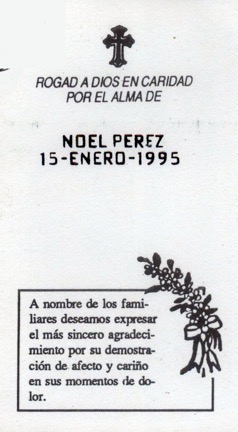 ROGAD A DIOS EN CARIDAD
POR EL ALMA DE
NOEL PEREZ
15-ENERO-1995
A nombre de los fami-
liares deseamos expresar
el más sincero agradeci-
miento por su demostra-
ción de afecto y cariño
en sus momentos de do-
lor.